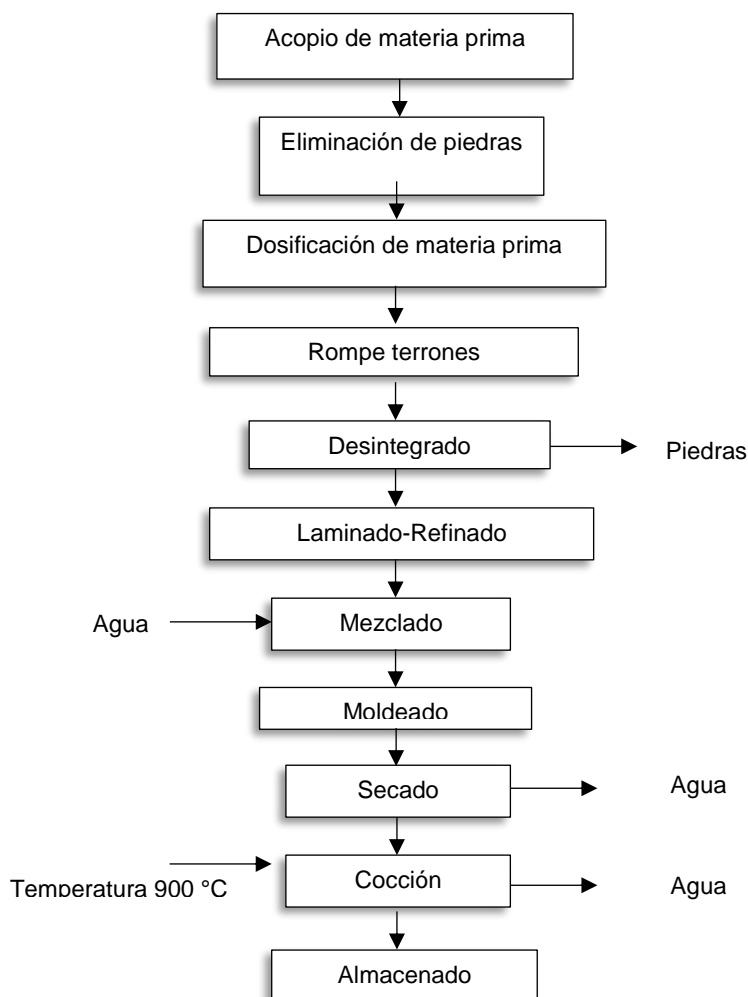 Acopio de materia prima
Eliminación de piedras
Dosificación de materia prima
Rompe terrones
Desintegrado
Piedras
Laminado-Refinado
Agua
Mezclado
Moldeado
Secado
Agua
Temperatura 900 °C
Cocción
Agua
Almacenado